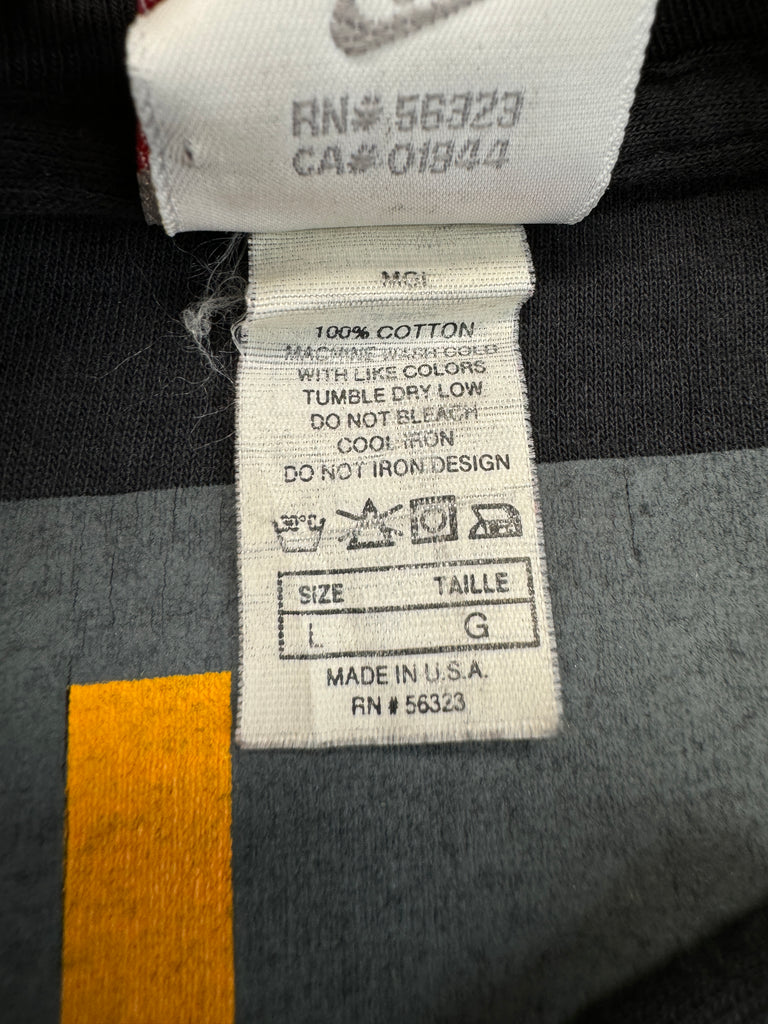 RN# 56323
CA# 01944
MGI
100% COTTON
MACHINE WASH COLD
WITH LIKE COLORS
TUMBLE DRY LOW
DO NOT BLEACH
COOL IRON
DO NOT IRON DESIGN
30°C
SIZE TAILLE
L G
MADE IN U.S.A.
RN # 56323